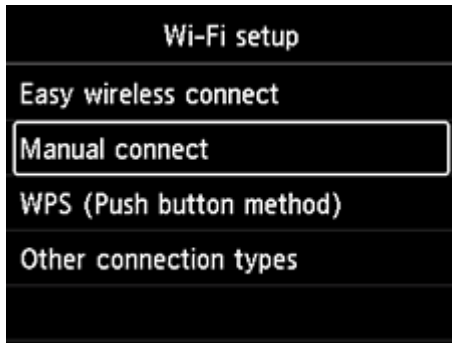 Wi-Fi setup
Easy wireless connect
Manual connect
WPS (Push button method)
Other connection types